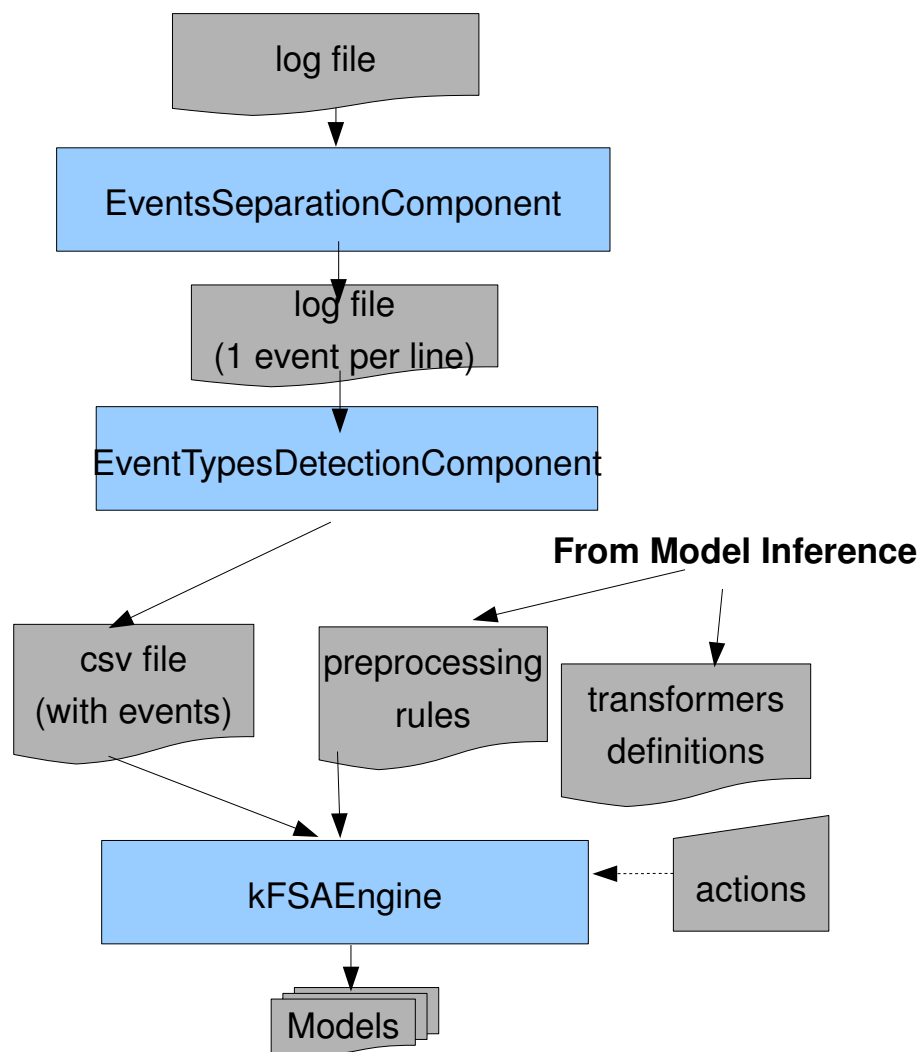 log file
EventsSeparationComponent
log file
(1 event per line)
EventTypesDetectionComponent
From Model Inference
csv file
(with events)
preprocessing
rules
transformers
definitions
kFSAEngine
actions
Models